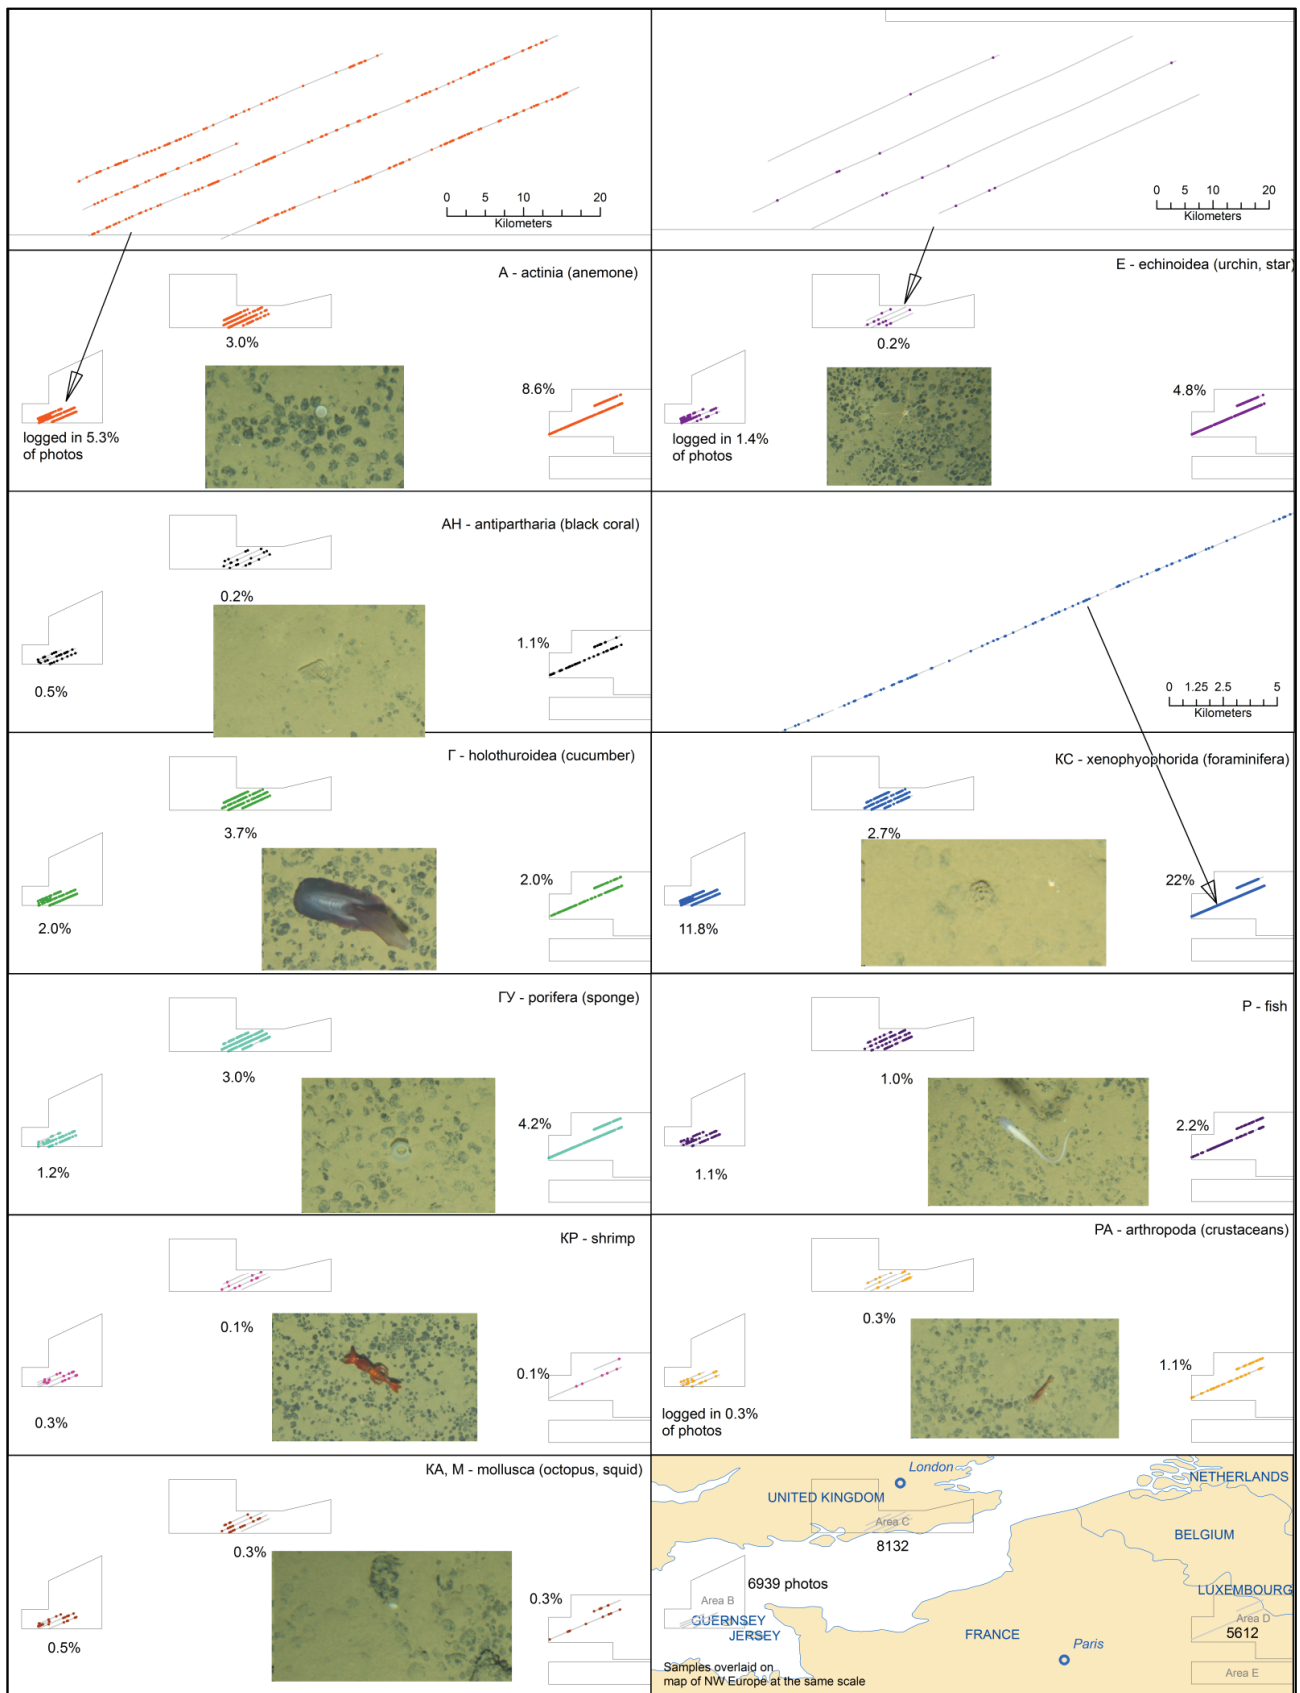 0 5 10 20
Kilometers
0 5 10 20
Kilometers
A - actinia (anemone)
3.0%
8.6%
logged in 5.3%
of photos
E - echinoidea (urchin, star)
0.2%
4.8%
logged in 1.4%
of photos
AH - antipartharia (black coral)
0.2%
1.1%
0.5%
0 1.25 2.5 5
Kilometers
Г - holothuroidea (cucumber)
3.7%
2.0%
2.0%
КС - xenophyophorida (foraminifera)
2.7%
22%
11.8%
ГУ - porifera (sponge)
3.0%
4.2%
1.2%
Р - fish
1.0%
2.2%
1.1%
КР - shrimp
0.1%
0.1%
0.3%
РА - arthropoda (crustaceans)
0.3%
1.1%
logged in 0.3%
of photos
КА, М - mollusca (octopus, squid)
0.3%
0.3%
0.5%
London
NETHERLANDS
UNITED KINGDOM
Area C
BELGIUM
8132
6939 photos
LUXEMBOURG
Area B
Area D
GUERNSEY
JERSEY
FRANCE
5612
Paris
Samples overlaid on
map of NW Europe at the same scale
Area E